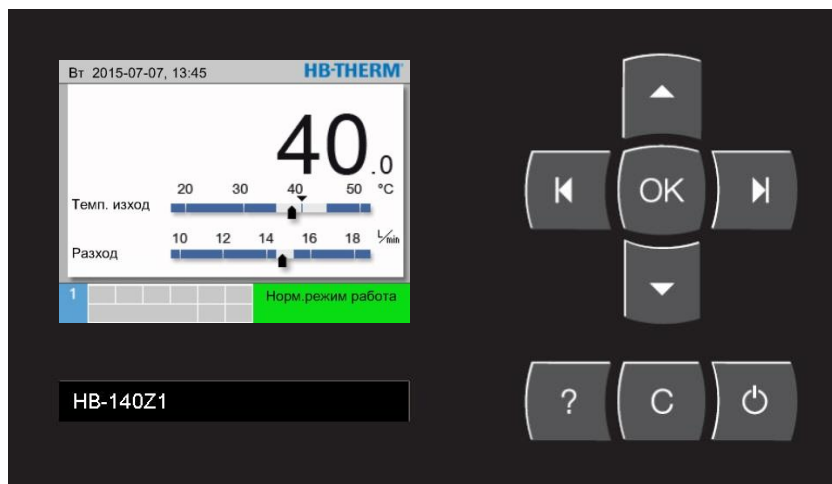 Вт 2015-07-07, 13:45 HB-THERM®
40.0
20 30 40 50 °C
Темп. изход
10 12 14 16 18 L/min
Разход
1 Норм.режим работа
OK
HB-140Z1
? C